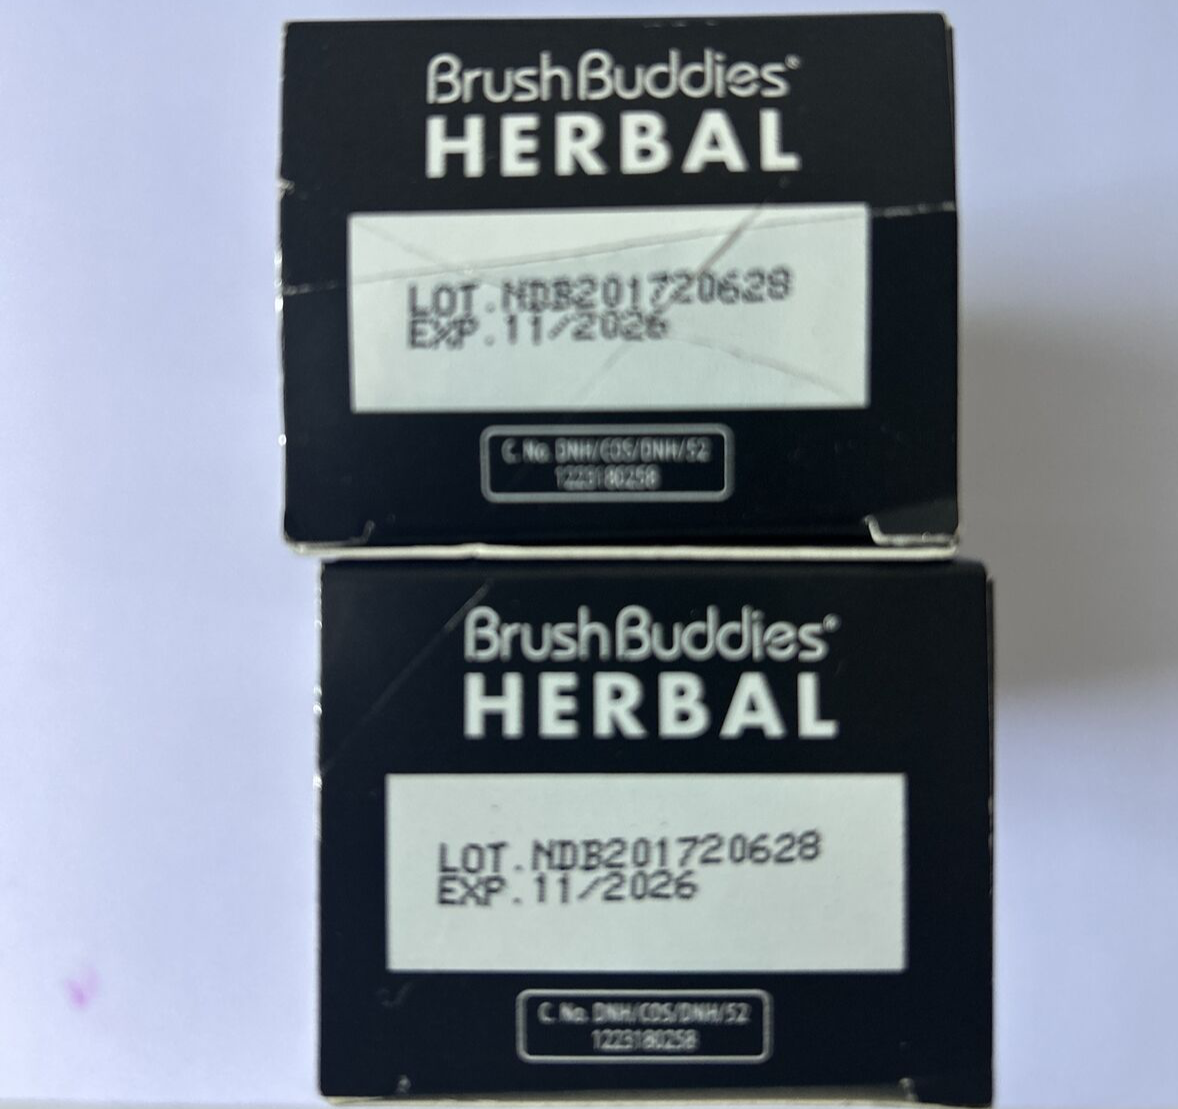 BrushBuddies®
HERBAL
LOT.NDB201720628
EXP.11/2026
C. No. DNH/COS/DNH/52
1223180258
BrushBuddies®
HERBAL
LOT.NDB201720628
EXP.11/2026
C. No. DNH/COS/DNH/52
1223180258